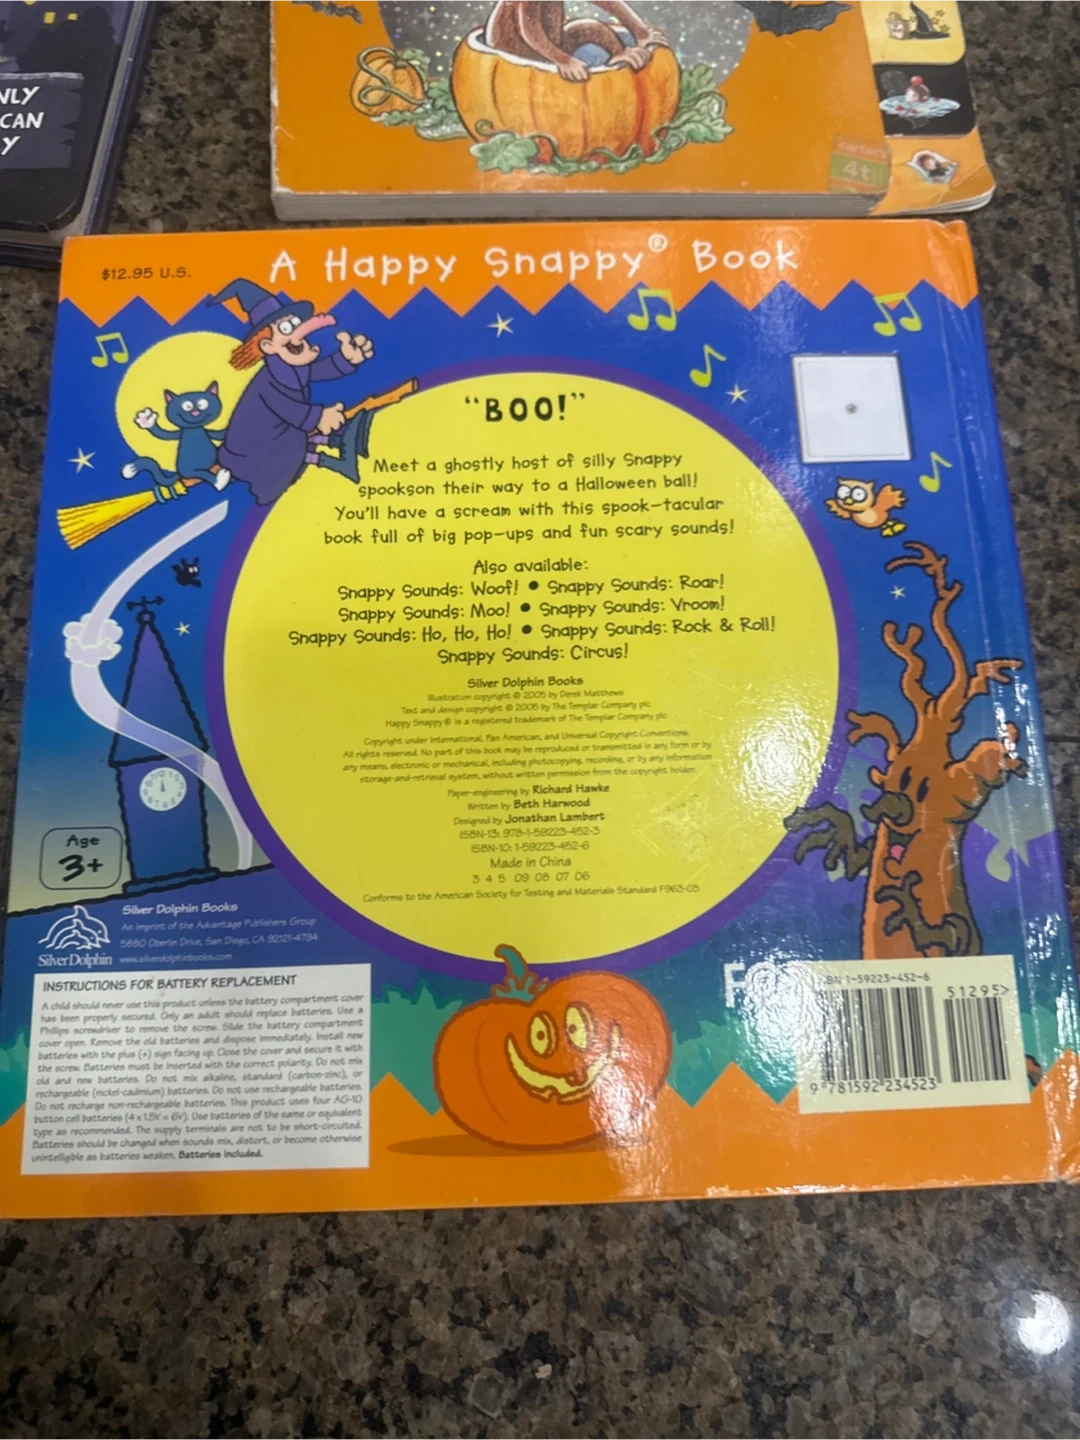 NLY
CAN
Y
carter's
4t
$12.95 U.S.
A Happy Snappy® Book
"BOO!"
Meet a ghostly host of silly Snappy
spookson their way to a Halloween ball!
You'll have a scream with this spook-tacular
book full of big pop-ups and fun scary sounds!
Also available:
Snappy Sounds: Woof! • Snappy Sounds: Roar!
Snappy Sounds: Moo! • Snappy Sounds: Vroom!
Snappy Sounds: Ho, Ho, Ho! • Snappy Sounds: Rock & Roll!
Snappy Sounds: Circus!
Silver Dolphin Books
Illustration copyright © 2005 by Derek Matthews
Text and design copyright © 2005 by The Templar Company plc
Happy Snappy® is a registered trademark of The Templar Company plc
Copyright under International, Pan American, and Universal Copyright Conventions.
All rights reserved. No part of this book may be reproduced or transmitted in any form or by
any means, electronic or mechanical, including photocopying, recording, or by any information
storage-and-retrieval system, without written permission from the copyright holder.
Paper-engineering by Richard Hawke
Written by Beth Harwood
Designed by Jonathan Lambert
ISBN-13: 978-1-59223-452-3
ISBN-10: 1-59223-452-6
Made in China
3 4 5 09 08 07 06
Conforms to the American Society for Testing and Materials Standard F963-03
Age
3+
Silver Dolphin
Silver Dolphin Books
An imprint of the Advantage Publishers Group
5880 Oberlin Drive, San Diego, CA 92121-4794
www.silverdolphinbooks.com
INSTRUCTIONS FOR BATTERY REPLACEMENT
A child should never use this product unless the battery compartment cover
has been properly secured. Only an adult should replace batteries. Use a
Phillips screwdriver to remove the screw. Slide the battery compartment
cover open. Remove the old batteries and dispose immediately. Install new
batteries with the plus (+) sign facing up. Close the cover and secure it with
the screw. Batteries must be inserted with the correct polarity. Do not mix
old and new batteries. Do not mix alkaline, standard (carbon-zinc), or
rechargeable (nickel-cadmium) batteries. Do not use rechargeable batteries.
Do not recharge non-rechargeable batteries. This product uses four AG-10
button cell batteries (4 x 1.5V = 6V). Use batteries of the same or equivalent
type as recommended. The supply terminals are not to be short-circuited.
Batteries should be changed when sounds mix, distort, or become otherwise
unintelligible as batteries weaken. Batteries included.
BN 1-59223-452-6
51295>
9 781592 234523